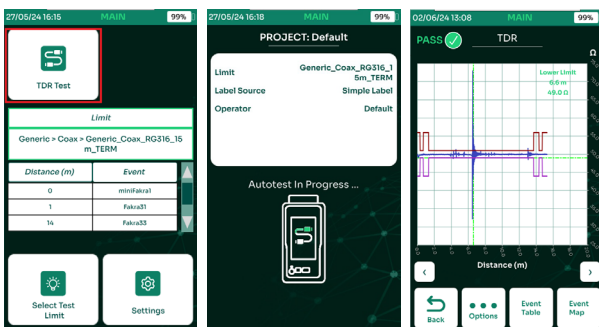 27/05/24 16:15 MAIN 99%
TDR Test
Limit
Generic > Coax > Generic_Coax_RG316_15
m_TERM
Distance (m) Event
0 miniFakra1
1 Fakra31
14 Fakra33
Select Test
Limit
Settings
27/05/24 16:18 MAIN 99%
PROJECT: Default
Limit Generic_Coax_RG316_1
5m_TERM
Label Source Simple Label
Operator Default
Autotest In Progress ...
02/06/24 13:08 MAIN 99%
PASS TDR
Ω
Lower Limit
6.6 m
49.0 Ω
Distance (m)
‹ ›
Back
Options
Event
Table
Event
Map